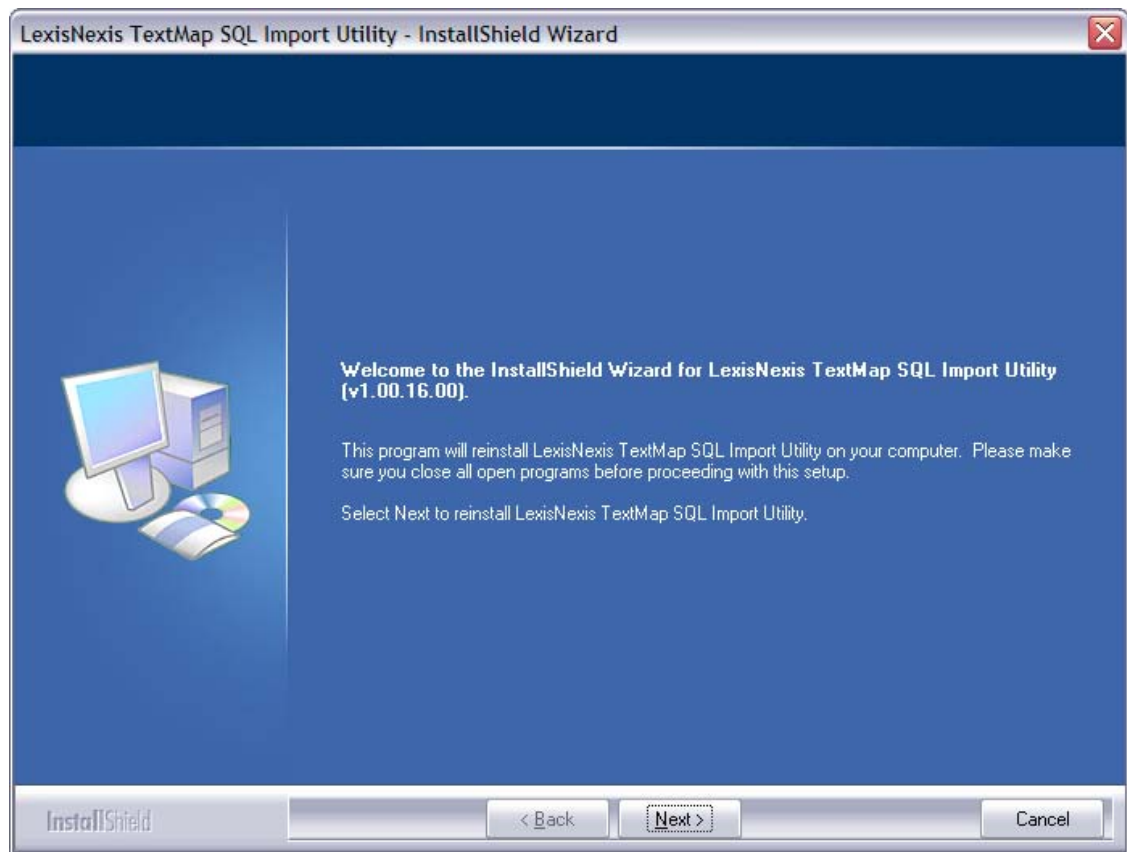 LexisNexis TextMap SQL Import Utility - InstallShield Wizard
Welcome to the InstallShield Wizard for LexisNexis TextMap SQL Import Utility
(v1.00.16.00).
This program will reinstall LexisNexis TextMap SQL Import Utility on your computer.  Please make
sure you close all open programs before proceeding with this setup.
Select Next to reinstall LexisNexis TextMap SQL Import Utility.
InstallShield
< Back
Next >
Cancel